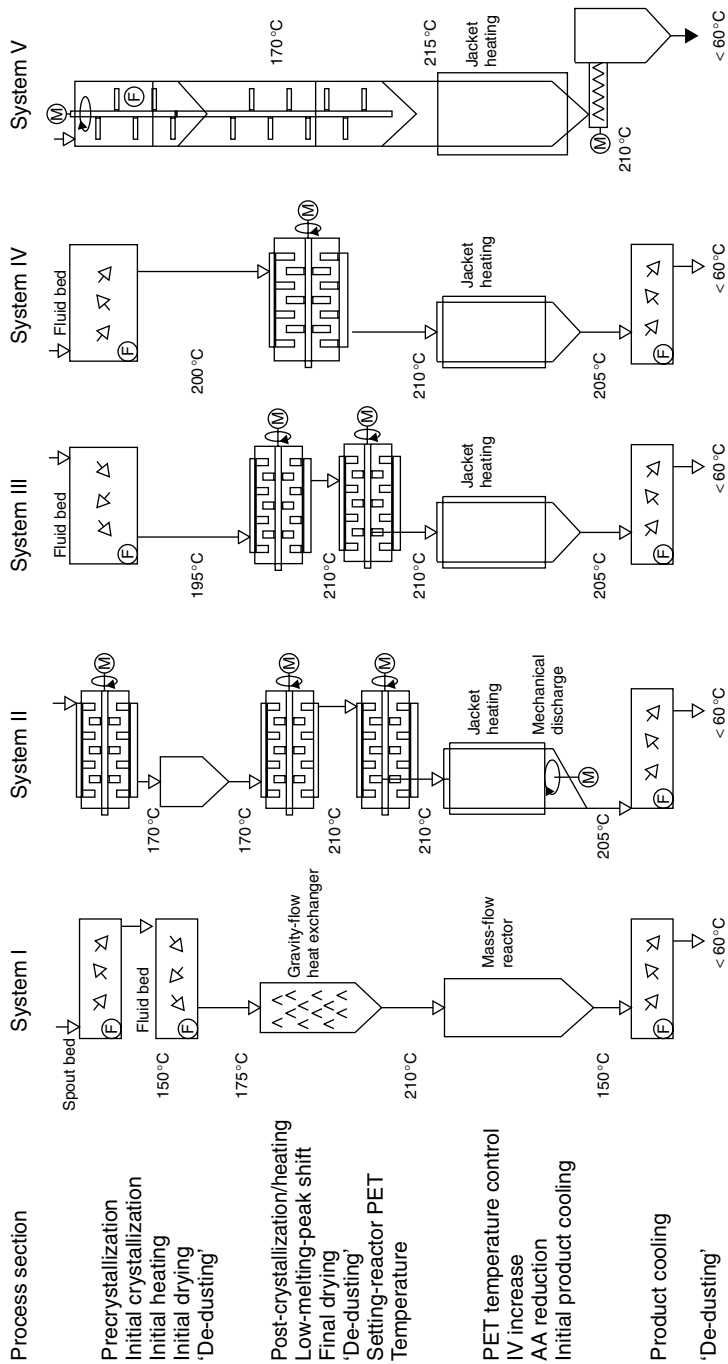 Process section
System I
System II
System III
System IV
System V
Precrystallization
Initial crystallization
Initial heating
Initial drying
'De-dusting'
Spout bed
F
150°C
Fluid bed
F
175°C
M
170°C
170°C
Fluid bed
F
195°C
Fluid bed
F
200°C
M
F
170°C
Post-crystallization/heating
Low-melting-peak shift
Final drying
'De-dusting'
Setting-reactor PET
Temperature
Gravity-flow
heat exchanger
210°C
M
210°C
M
210°C
M
210°C
M
210°C
M
210°C
215°C
PET temperature control
IV increase
AA reduction
Initial product cooling
Mass-flow
reactor
150°C
Jacket
heating
Mechanical
discharge
M
205°C
Jacket
heating
205°C
Jacket
heating
205°C
Jacket
heating
M
210°C
Product cooling
'De-dusting'
F
< 60°C
F
< 60°C
F
< 60°C
F
< 60°C
< 60°C